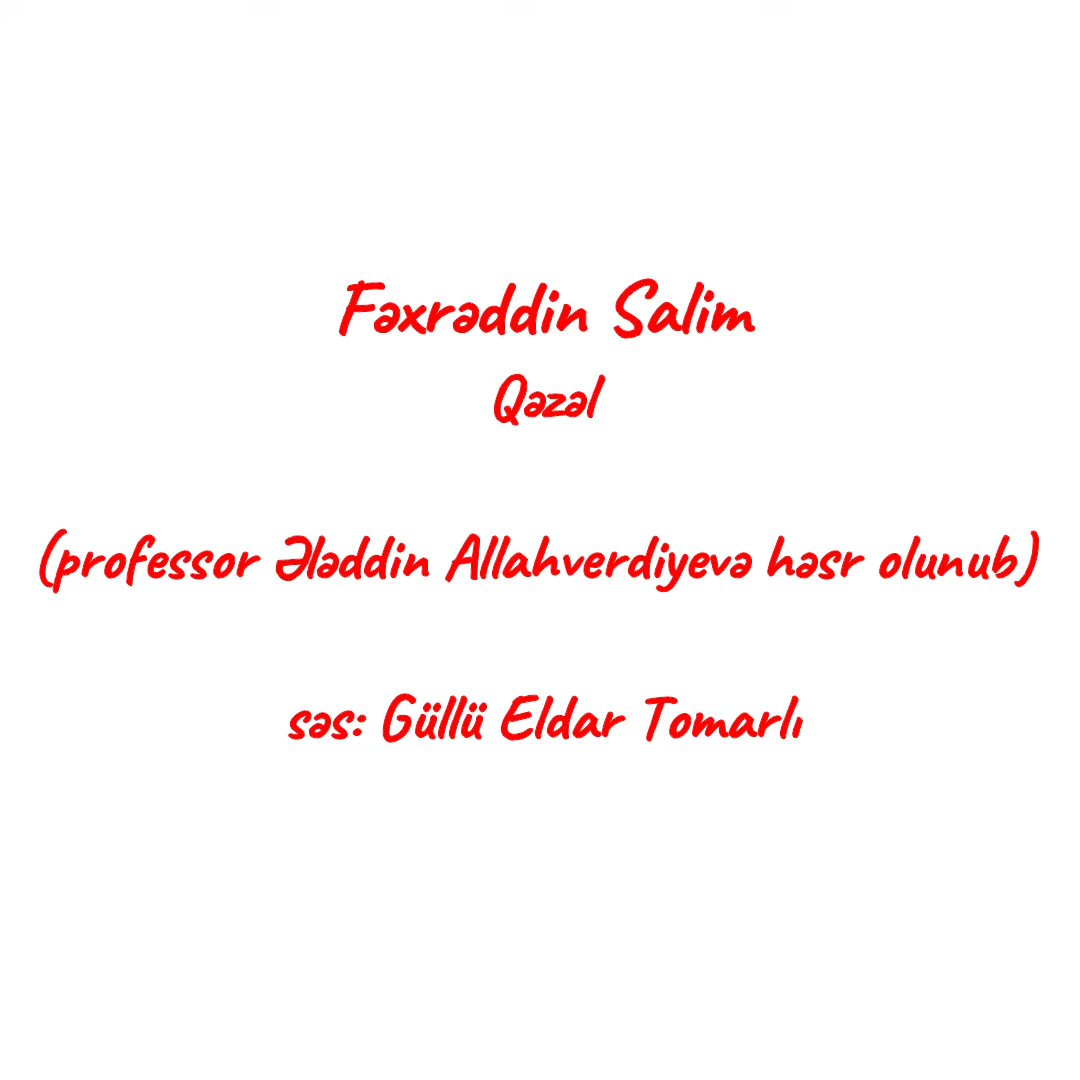 Fəxrəddin Salim
Qəzəl
(professor Ələddin Allahverdiyevə həsr olunub)
səs: Güllü Eldar Tomarlı